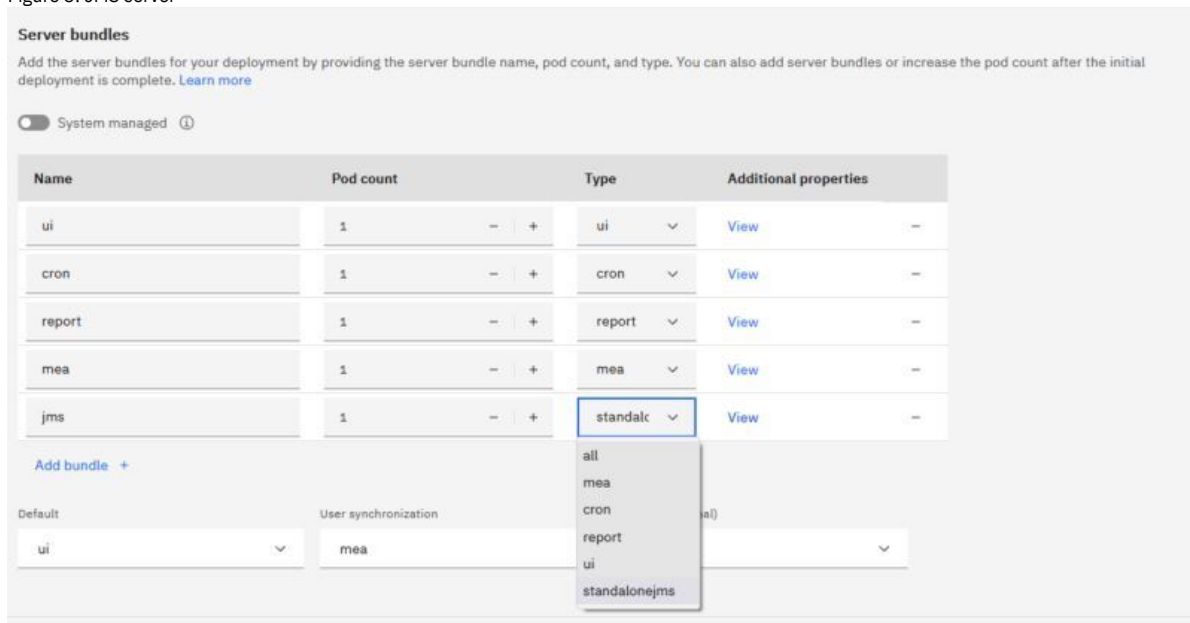 Server bundles
Add the server bundles for your deployment by providing the server bundle name, pod count, and type. You can also add server bundles or increase the pod count after the initial
deployment is complete. Learn more
System managed
Name Pod count Type Additional properties
ui 1 - + ui View -
cron 1 - + cron View -
report 1 - + report View -
mea 1 - + mea View -
jms 1 - + standalc View -
Add bundle +
all
mea
cron
report
ui
standalonejms
Default User synchronization al)
ui mea